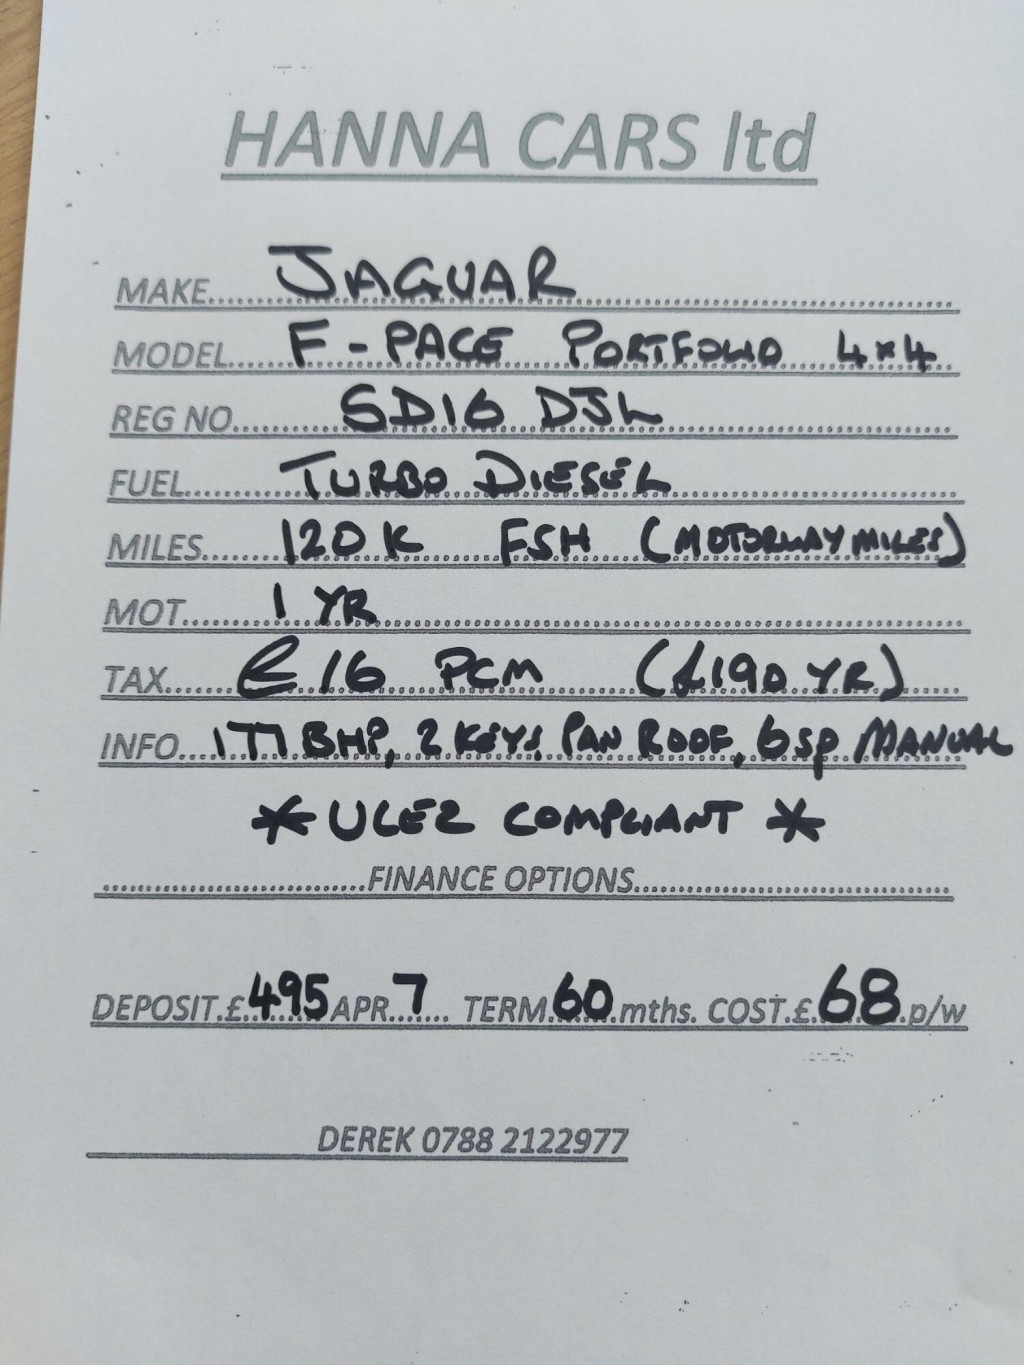 HANNA CARS ltd
MAKE JAGUAR
MODEL F-PACE PORTFOLIO 4x4
REG NO SD16 DJL
FUEL TURBO DIESEL
MILES 120K FSH (MOTORWAY MILES)
MOT 1 YR
TAX £16 PCM (£190 YR)
INFO 177 BHP, 2 KEYS, PAN ROOF, 6sp MANUAL
* ULEZ COMPLIANT *
FINANCE OPTIONS
DEPOSIT.£495 APR 7 TERM 60 mths. COST.£68 p/w
DEREK 0788 2122977